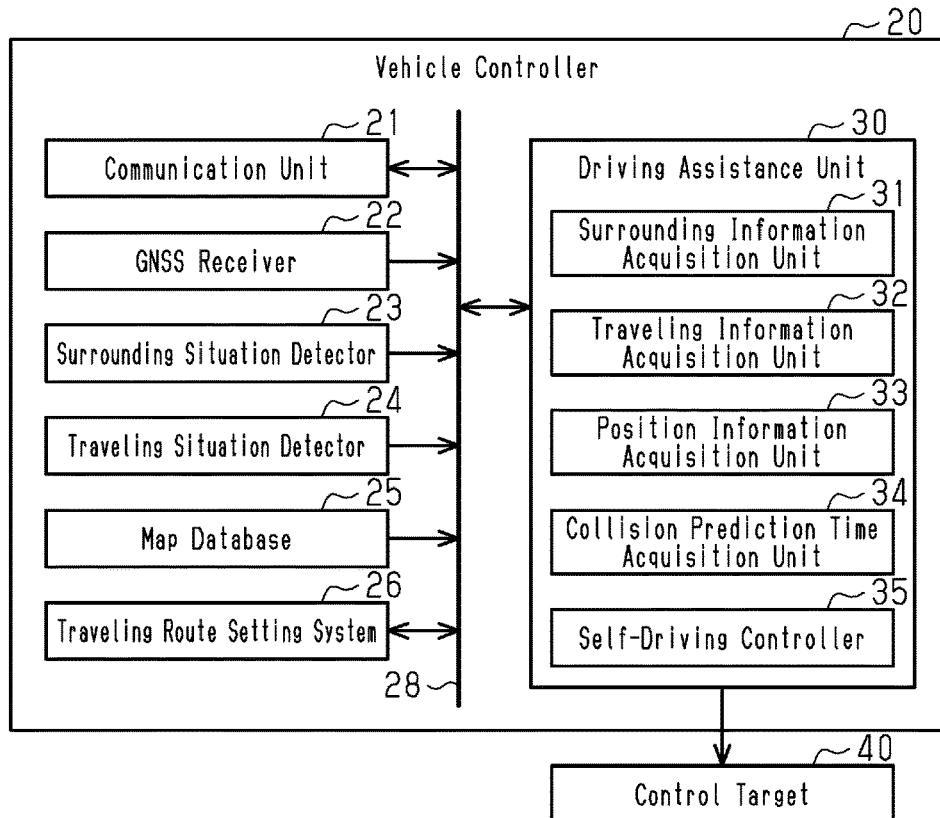 20
Vehicle Controller
21
Communication Unit
22
GNSS Receiver
23
Surrounding Situation Detector
24
Traveling Situation Detector
25
Map Database
26
Traveling Route Setting System
28
30
Driving Assistance Unit
31
Surrounding Information
Acquisition Unit
32
Traveling Information
Acquisition Unit
33
Position Information
Acquisition Unit
34
Collision Prediction Time
Acquisition Unit
35
Self-Driving Controller
40
Control Target